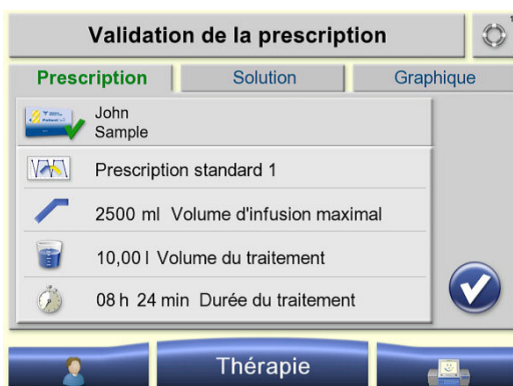 Validation de la prescription
Prescription
Solution
Graphique
John
Sample
Prescription standard 1
2500 ml Volume d'infusion maximal
10,00 l Volume du traitement
08 h 24 min Durée du traitement
Thérapie